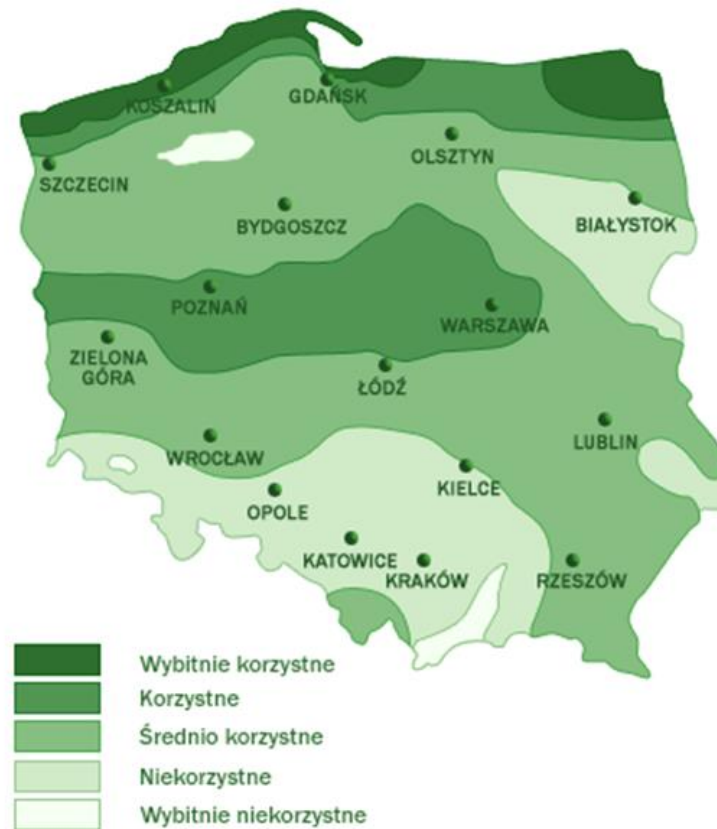 KOSZALIN
GDAŃSK
OLSZTYN
SZCZECIN
BIAŁYSTOK
BYDGOSZCZ
POZNAŃ
WARSZAWA
ZIELONA
GÓRA
ŁÓDŹ
LUBLIN
WROCŁAW
KIELCE
OPOLE
KATOWICE
KRAKÓW
RZESZÓW
Wybitnie korzystne
Korzystne
Średnio korzystne
Niekorzystne
Wybitnie niekorzystne